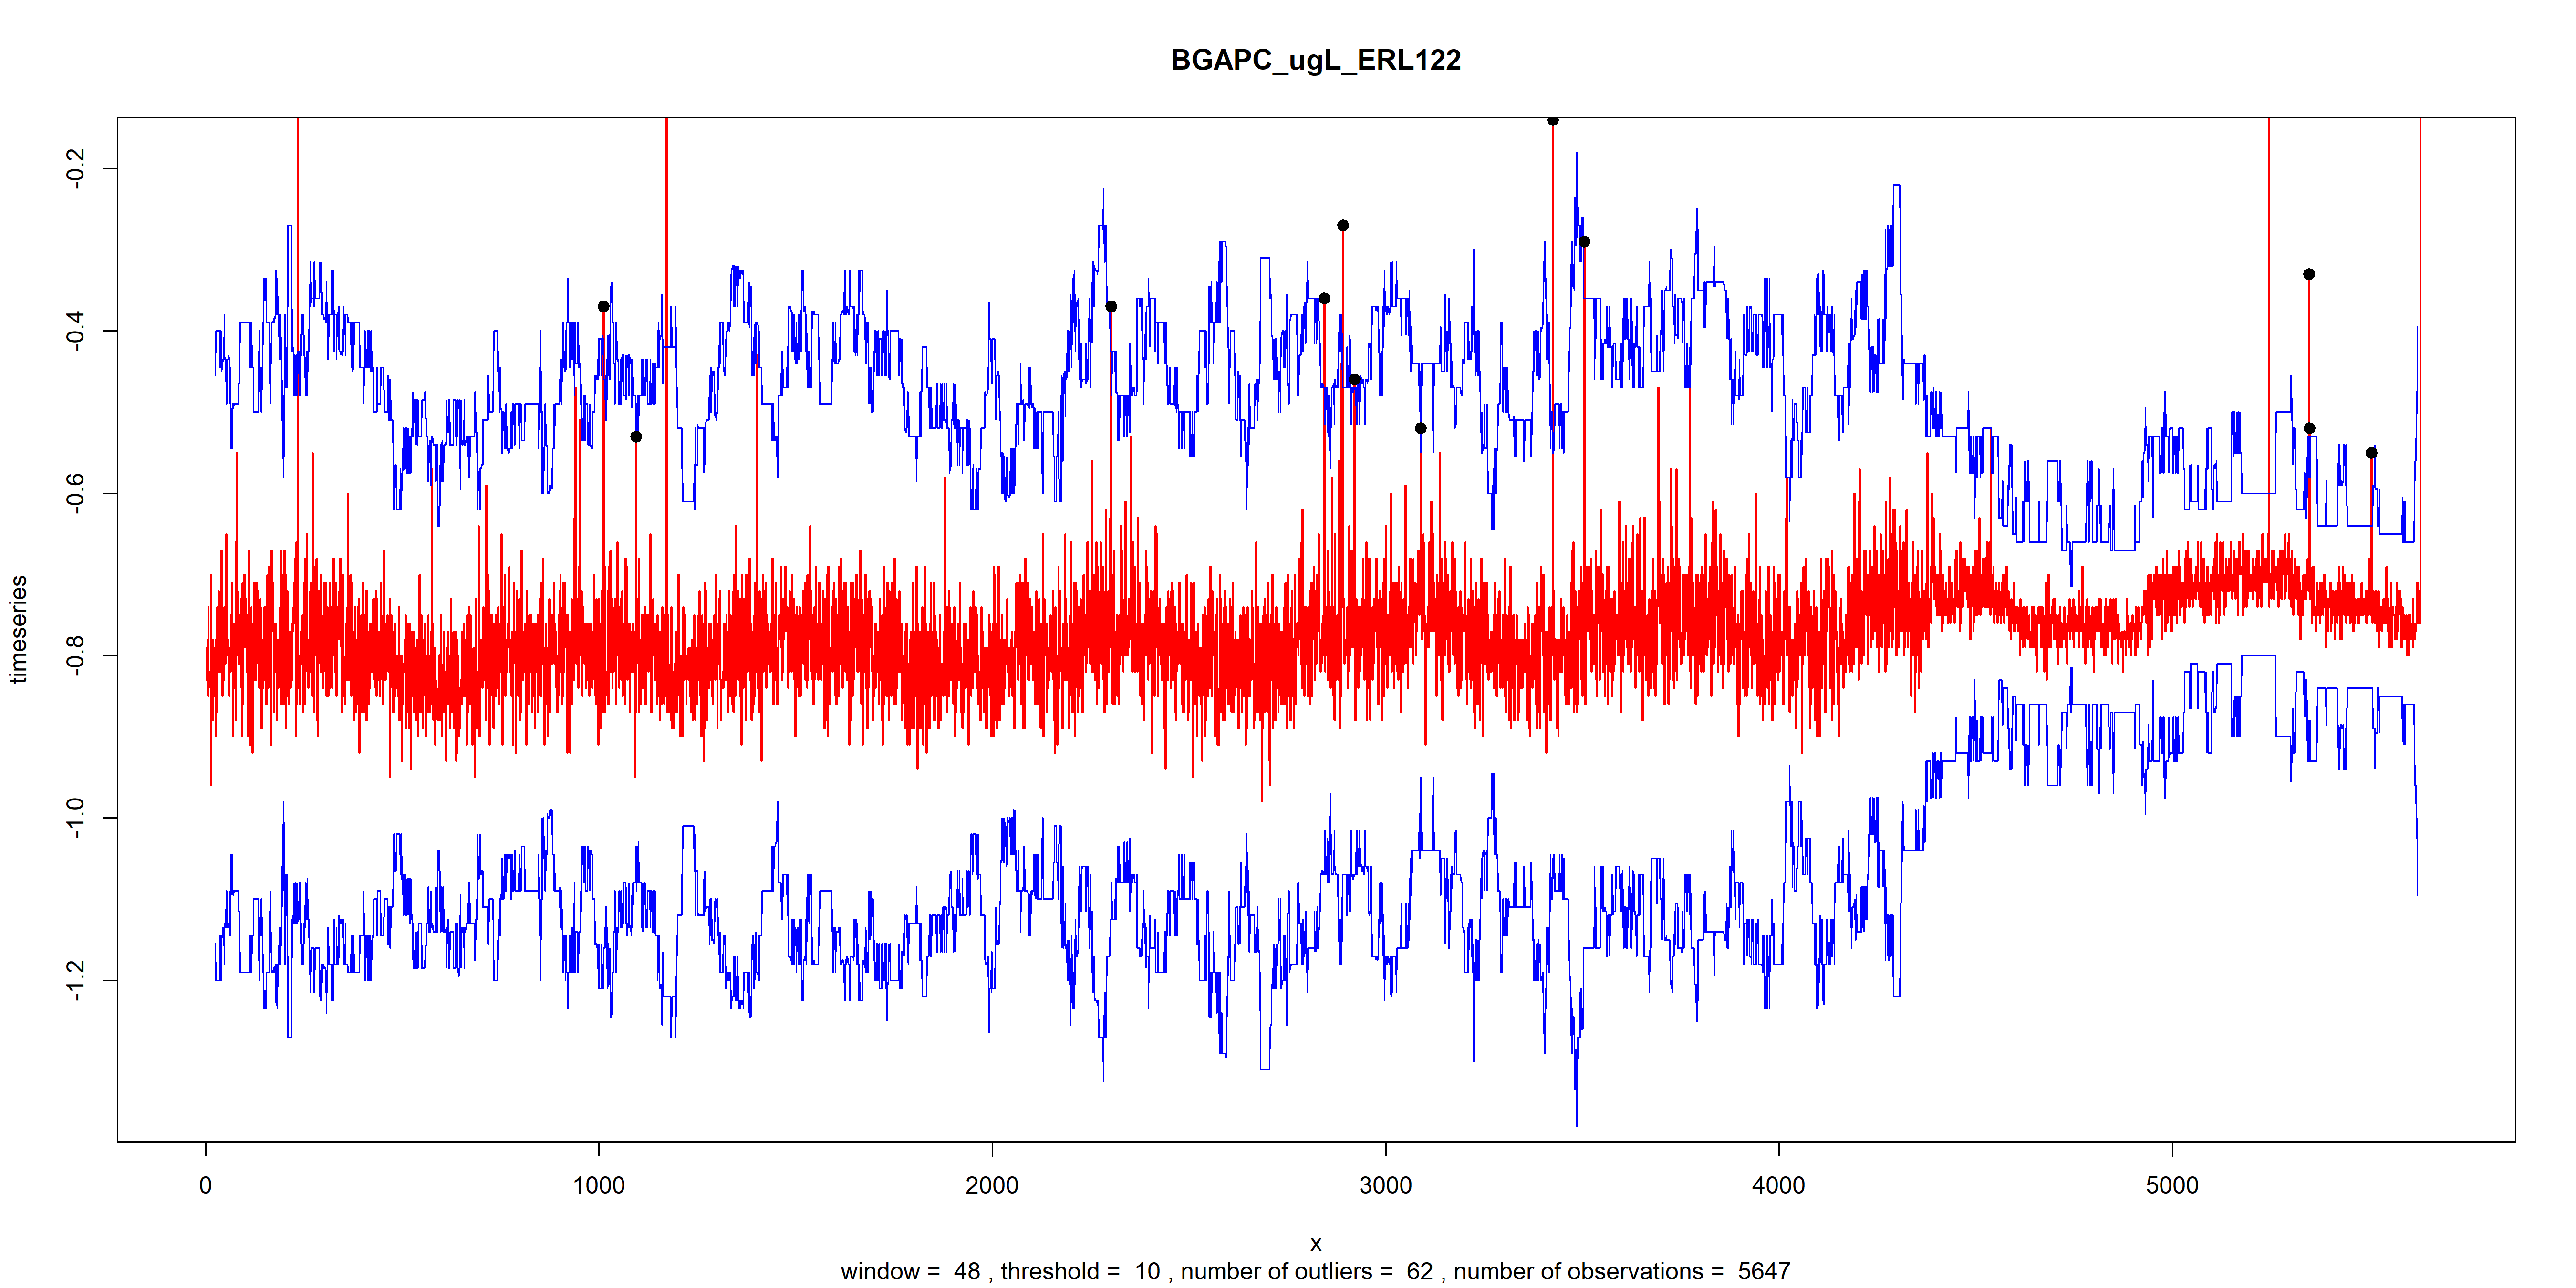 BGAPC_ugL_ERL122
timeseries
-0.2
-0.4
-0.6
-0.8
-1.0
-1.2
0 1000 2000 3000 4000 5000
x
window = 48 , threshold = 10 , number of outliers = 62 , number of observations = 5647